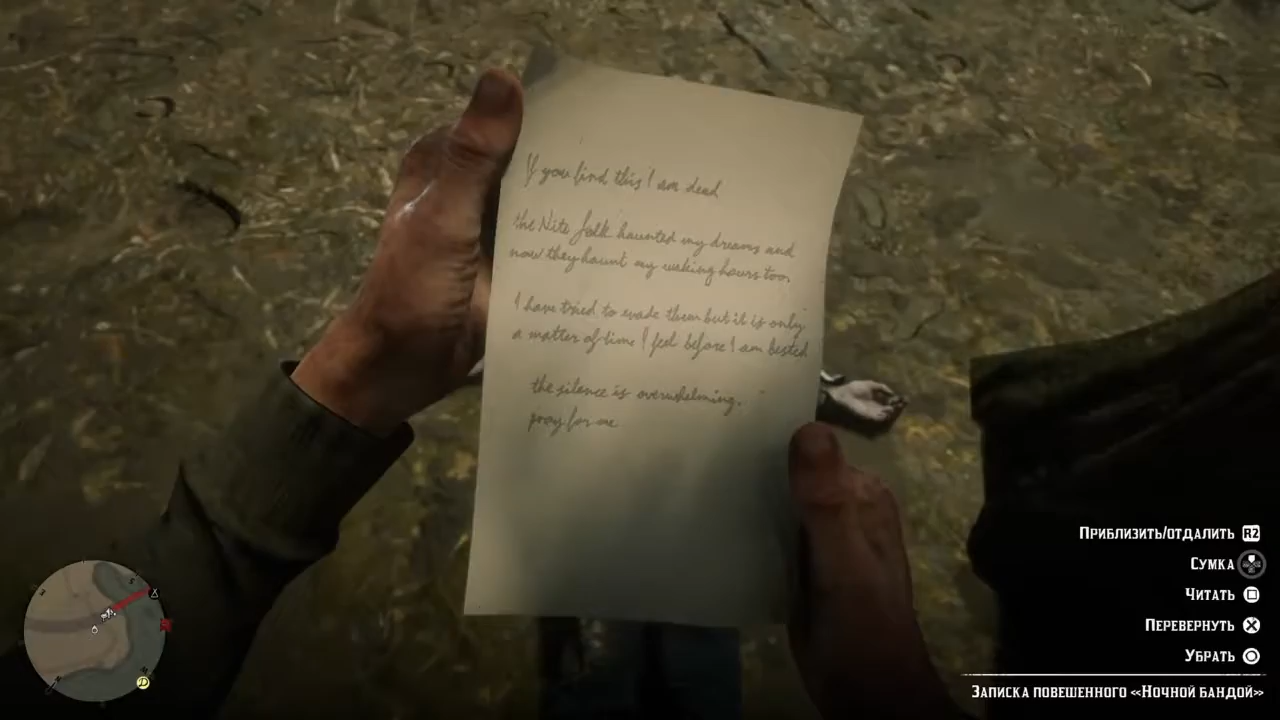 If you find this I am dead
the Nite folk haunted my dreams and
now they haunt my waking hours too.
I have tried to evade them but it is only
a matter of time I feel before I am bested
the silence is overwhelming.
pray for me
Приблизить/отдалить R2
Сумка
Читать
Перевернуть
Убрать
Записка повешенного «Ночной бандой»